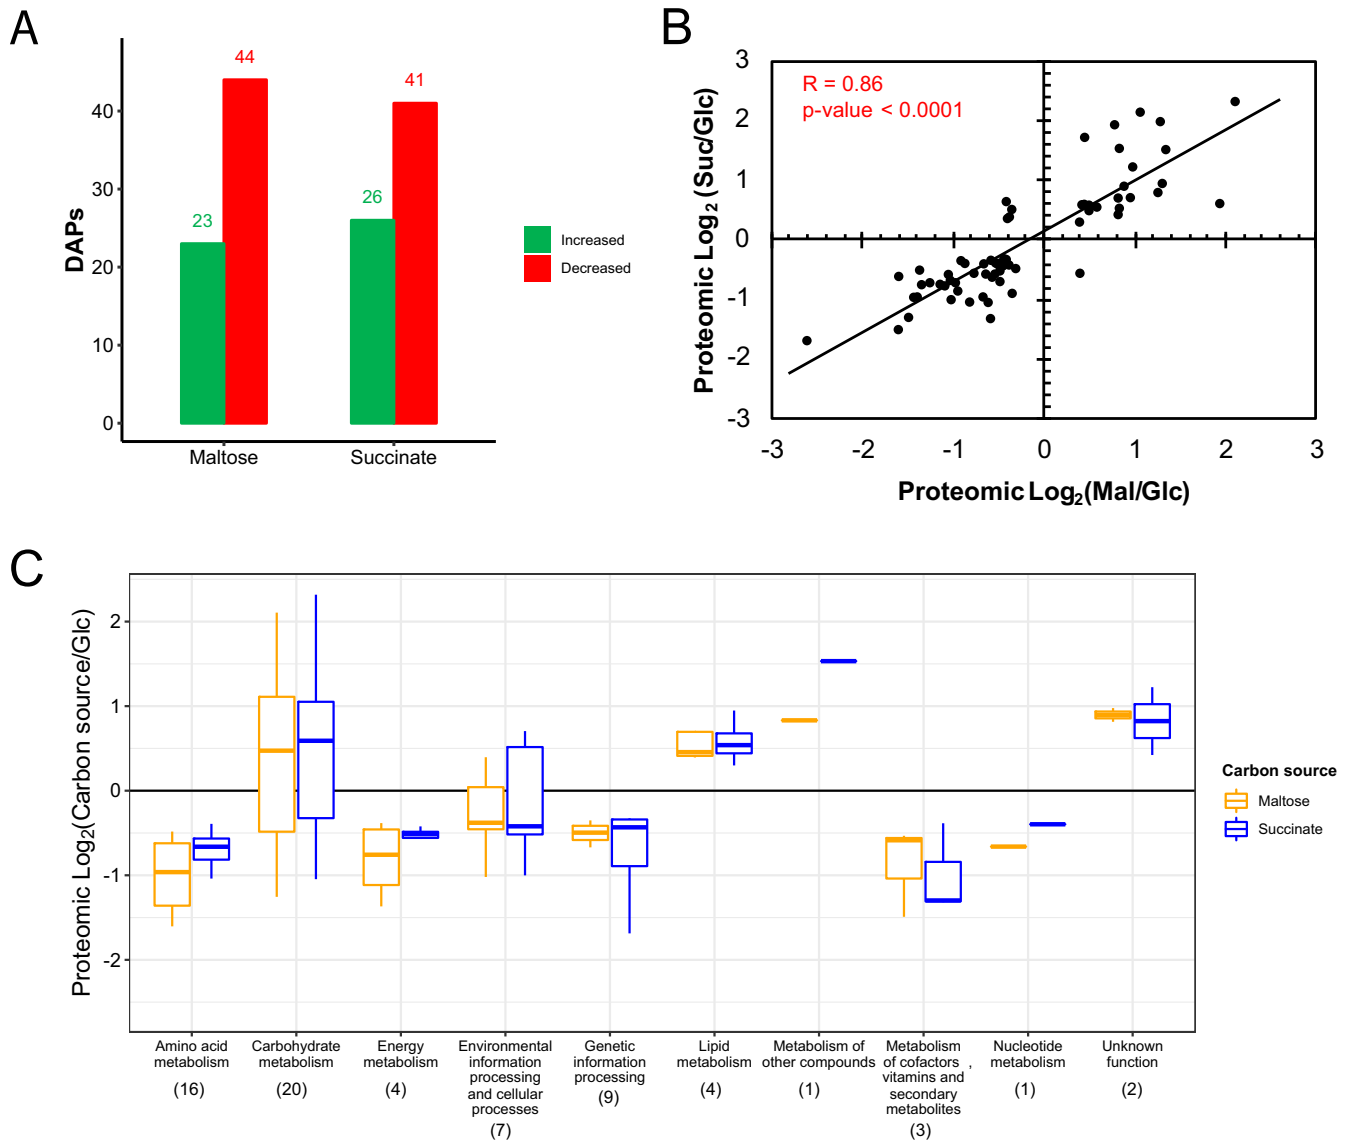 A
DAPs
40
30
20
10
0
23
44
26
41
Maltose
Succinate
Increased
Decreased
B
R = 0.86
p-value < 0.0001
Proteomic Log2 (Suc/Glc)
3
2
1
0
-1
-2
-3
-3
-2
-1
0
1
2
3
Proteomic Log2(Mal/Glc)
C
Proteomic Log2(Carbon source/Glc)
2
1
0
-1
-2
Amino acid
metabolism
(16)
Carbohydrate
metabolism
(20)
Energy
metabolism
(4)
Environmental
information
processing
and cellular
processes
(7)
Genetic
information
processing
(9)
Lipid
metabolism
(4)
Metabolism of
other compounds
(1)
Metabolism
of cofactors ,
vitamins and
secondary
metabolites
(3)
Nucleotide
metabolism
(1)
Unknown
function
(2)
Carbon source
Maltose
Succinate